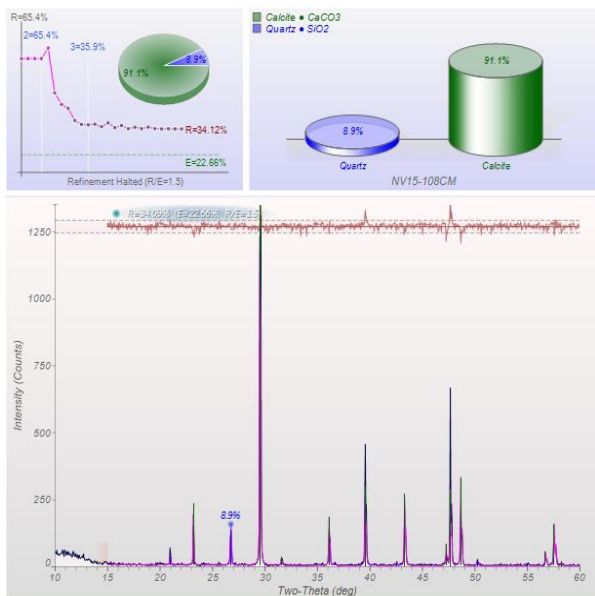 R=65.4%
2=65.4%
3=35.9%
91.1%
8.9%
R=34.12%
E=22.66%
Refinement Halted (R/E=1.5)
Calcite ● CaCO3
Quartz ● SiO2
8.9%
91.1%
Quartz
Calcite
NV15-108CM
R=34.09% (E=22.66% R/E=1.5)
1250
1000
750
500
250
0
Intensity (Counts)
8.9%
10 15 20 25 30 35 40 45 50 55 60
Two-Theta (deg)